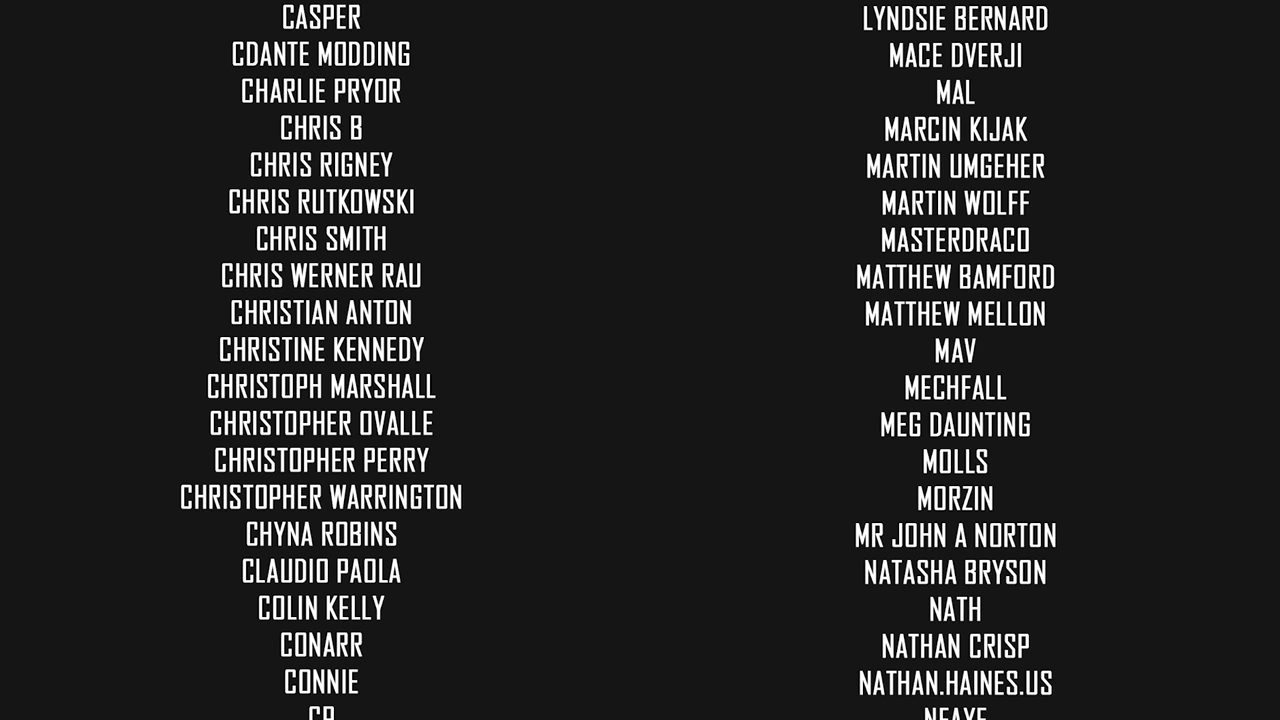 CASPER
CDANTE MODDING
CHARLIE PRYOR
CHRIS B
CHRIS RIGNEY
CHRIS RUTKOWSKI
CHRIS SMITH
CHRIS WERNER RAU
CHRISTIAN ANTON
CHRISTINE KENNEDY
CHRISTOPH MARSHALL
CHRISTOPHER OVALLE
CHRISTOPHER PERRY
CHRISTOPHER WARRINGTON
CHYNA ROBINS
CLAUDIO PAOLA
COLIN KELLY
CONARR
CONNIE
LYNDSIE BERNARD
MACE DVERJI
MAL
MARCIN KIJAK
MARTIN UMGEHER
MARTIN WOLFF
MASTERDRACO
MATTHEW BAMFORD
MATTHEW MELLON
MAV
MECHFALL
MEG DAUNTING
MOLLS
MORZIN
MR JOHN A NORTON
NATASHA BRYSON
NATH
NATHAN CRISP
NATHAN.HAINES.US